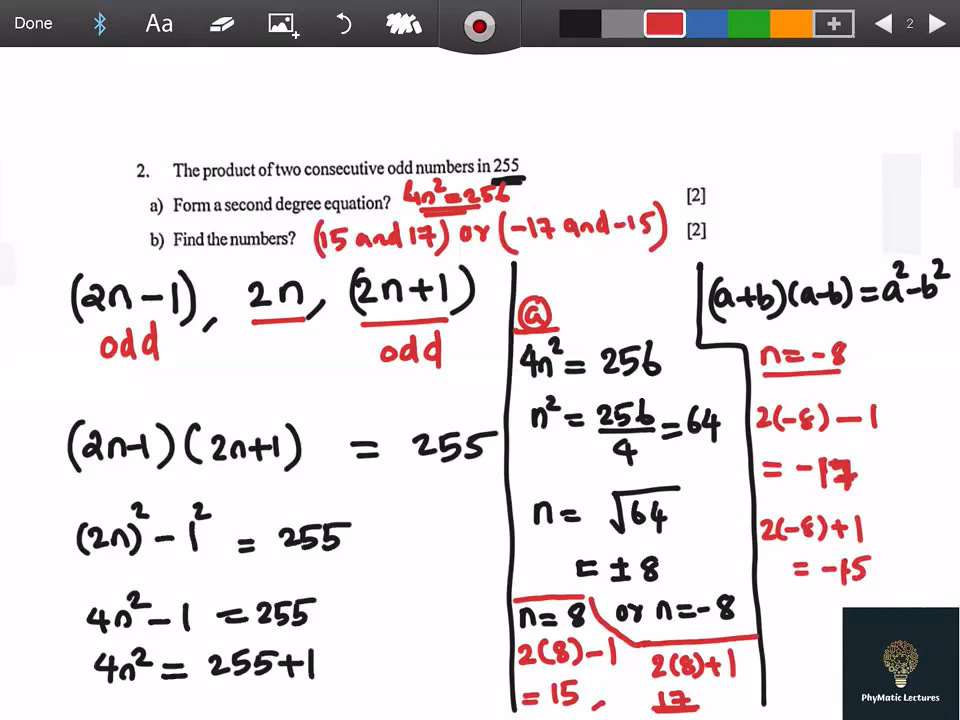 Done Aa 2
2. The product of two consecutive odd numbers in 255
a) Form a second degree equation? 4n² = 256 [2]
b) Find the numbers? (15 and 17) or (-17 and -15) [2]
(2n-1), 2n, (2n+1)
odd odd
(2n-1)(2n+1) = 255
(2n)² - 1² = 255
4n² - 1 = 255
4n² = 255+1
a
4n² = 256
n² = 256/4 = 64
n = √64
= ±8
n = 8 or n = -8
2(8)-1 2(8)+1
= 15, 17
(a+b)(a-b) = a²-b²
n = -8
2(-8) - 1
= -17
2(-8)+1
= -15
PhyMatic Lectures